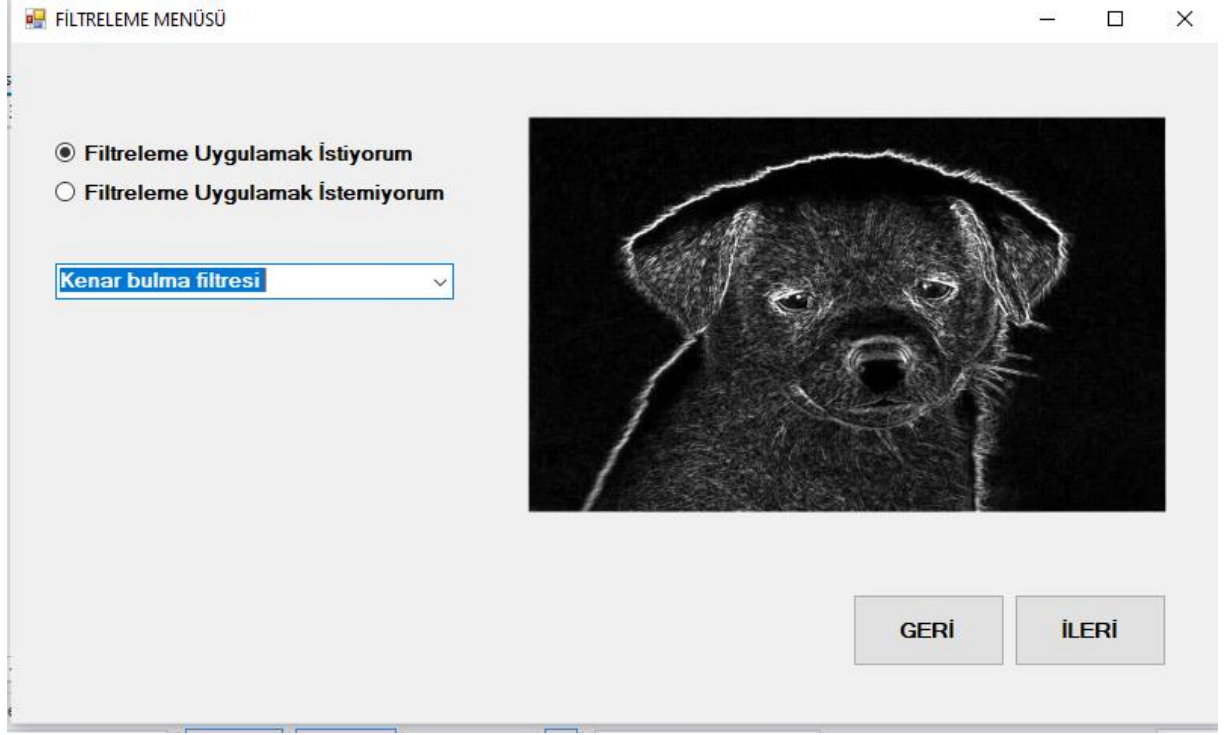 FİLTRELEME MENÜSÜ
Filtreleme Uygulamak İstiyorum
Filtreleme Uygulamak İstemiyorum
Kenar bulma filtresi
GERİ
İLERİ